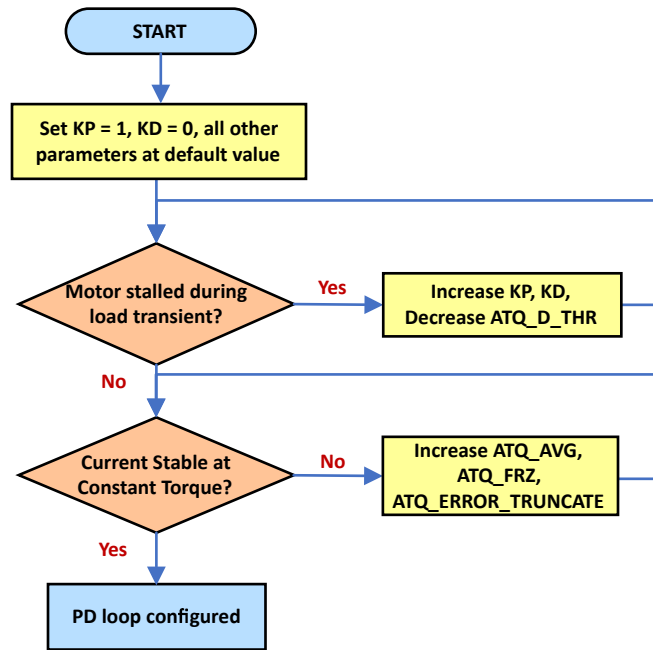 START
Set KP = 1, KD = 0, all other
parameters at default value
Motor stalled during
load transient?
Yes
Increase KP, KD,
Decrease ATQ_D_THR
No
Current Stable at
Constant Torque?
No
Increase ATQ_AVG,
ATQ_FRZ,
ATQ_ERROR_TRUNCATE
Yes
PD loop configured